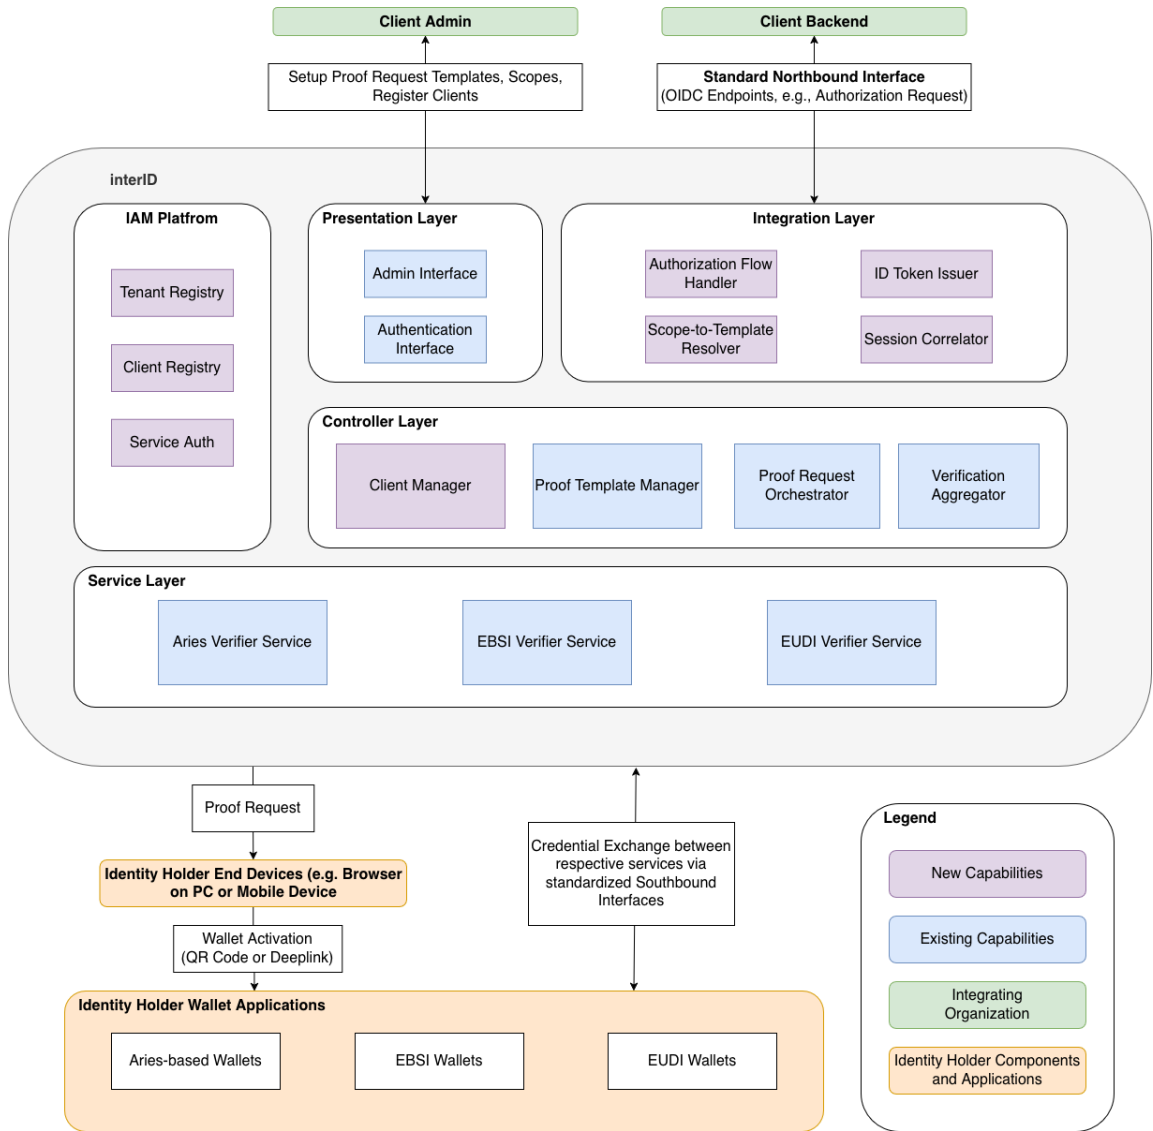 Client Admin
Client Backend
Setup Proof Request Templates, Scopes,
Register Clients
Standard Northbound Interface
(OIDC Endpoints, e.g., Authorization Request)
interID
IAM Platfrom
Tenant Registry
Client Registry
Service Auth
Presentation Layer
Admin Interface
Authentication
Interface
Integration Layer
Authorization Flow
Handler
ID Token Issuer
Scope-to-Template
Resolver
Session Correlator
Controller Layer
Client Manager
Proof Template Manager
Proof Request
Orchestrator
Verification
Aggregator
Service Layer
Aries Verifier Service
EBSI Verifier Service
EUDI Verifier Service
Proof Request
Identity Holder End Devices (e.g. Browser
on PC or Mobile Device
Wallet Activation
(QR Code or Deeplink)
Credential Exchange between
respective services via
standardized Southbound
Interfaces
Identity Holder Wallet Applications
Aries-based Wallets
EBSI Wallets
EUDI Wallets
Legend
New Capabilities
Existing Capabilities
Integrating
Organization
Identity Holder Components
and Applications